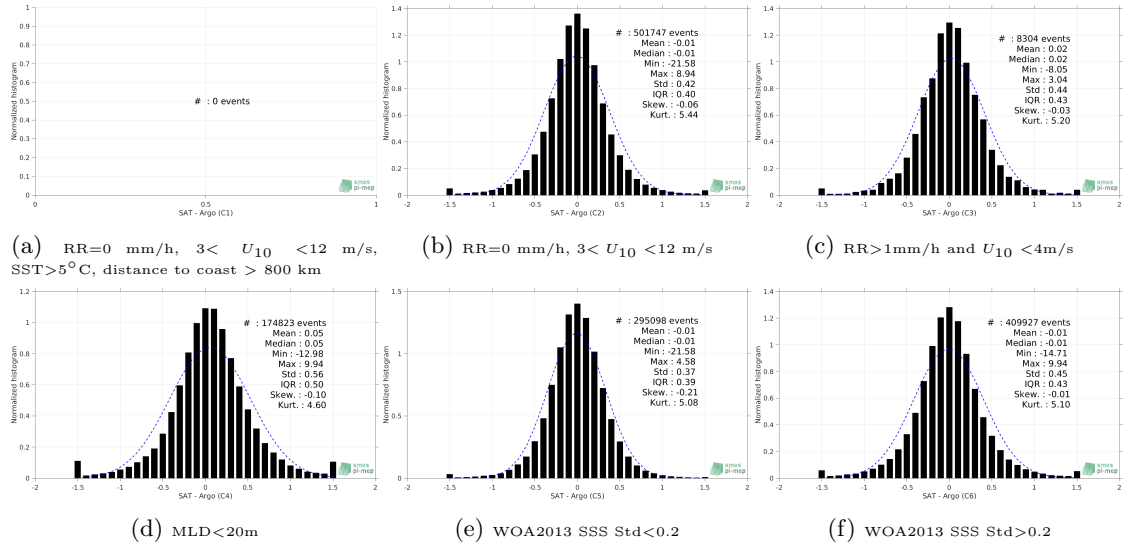 1
0.9
0.8
0.7
0.6
0.5
0.4
0.3
0.2
0.1
0
Normalized histogram
# : 0 events
smos
pi-mep
0 0.5 1
SAT - Argo (C1)
1.4
1.2
1
0.8
0.6
0.4
0.2
0
Normalized histogram
# : 501747 events
Mean : -0.01
Median : -0.01
Min : -21.58
Max : 8.94
Std : 0.42
IQR : 0.40
Skew. : -0.06
Kurt. : 5.44
smos
pi-mep
-2 -1.5 -1 -0.5 0 0.5 1 1.5 2
SAT - Argo (C2)
1.4
1.2
1
0.8
0.6
0.4
0.2
0
Normalized histogram
# : 8304 events
Mean : 0.02
Median : 0.02
Min : -8.05
Max : 3.04
Std : 0.44
IQR : 0.43
Skew. : -0.03
Kurt. : 5.20
smos
pi-mep
-2 -1.5 -1 -0.5 0 0.5 1 1.5 2
SAT - Argo (C3)
(a) RR=0 mm/h, 3< U10 <12 m/s,
SST>5°C, distance to coast > 800 km
(b) RR=0 mm/h, 3< U10 <12 m/s
(c) RR>1mm/h and U10 <4m/s
1.2
1
0.8
0.6
0.4
0.2
0
Normalized histogram
# : 174823 events
Mean : 0.05
Median : 0.05
Min : -12.98
Max : 9.94
Std : 0.56
IQR : 0.50
Skew. : -0.10
Kurt. : 4.60
smos
pi-mep
-2 -1.5 -1 -0.5 0 0.5 1 1.5 2
SAT - Argo (C4)
1.5
1
0.5
0
Normalized histogram
# : 295098 events
Mean : -0.01
Median : -0.01
Min : -21.58
Max : 4.58
Std : 0.37
IQR : 0.39
Skew. : -0.21
Kurt. : 5.08
smos
pi-mep
-2 -1.5 -1 -0.5 0 0.5 1 1.5 2
SAT - Argo (C5)
1.4
1.2
1
0.8
0.6
0.4
0.2
0
Normalized histogram
# : 409927 events
Mean : -0.01
Median : -0.01
Min : -14.71
Max : 9.94
Std : 0.45
IQR : 0.43
Skew. : -0.01
Kurt. : 5.10
smos
pi-mep
-2 -1.5 -1 -0.5 0 0.5 1 1.5 2
SAT - Argo (C6)
(d) MLD<20m
(e) WOA2013 SSS Std<0.2
(f) WOA2013 SSS Std>0.2